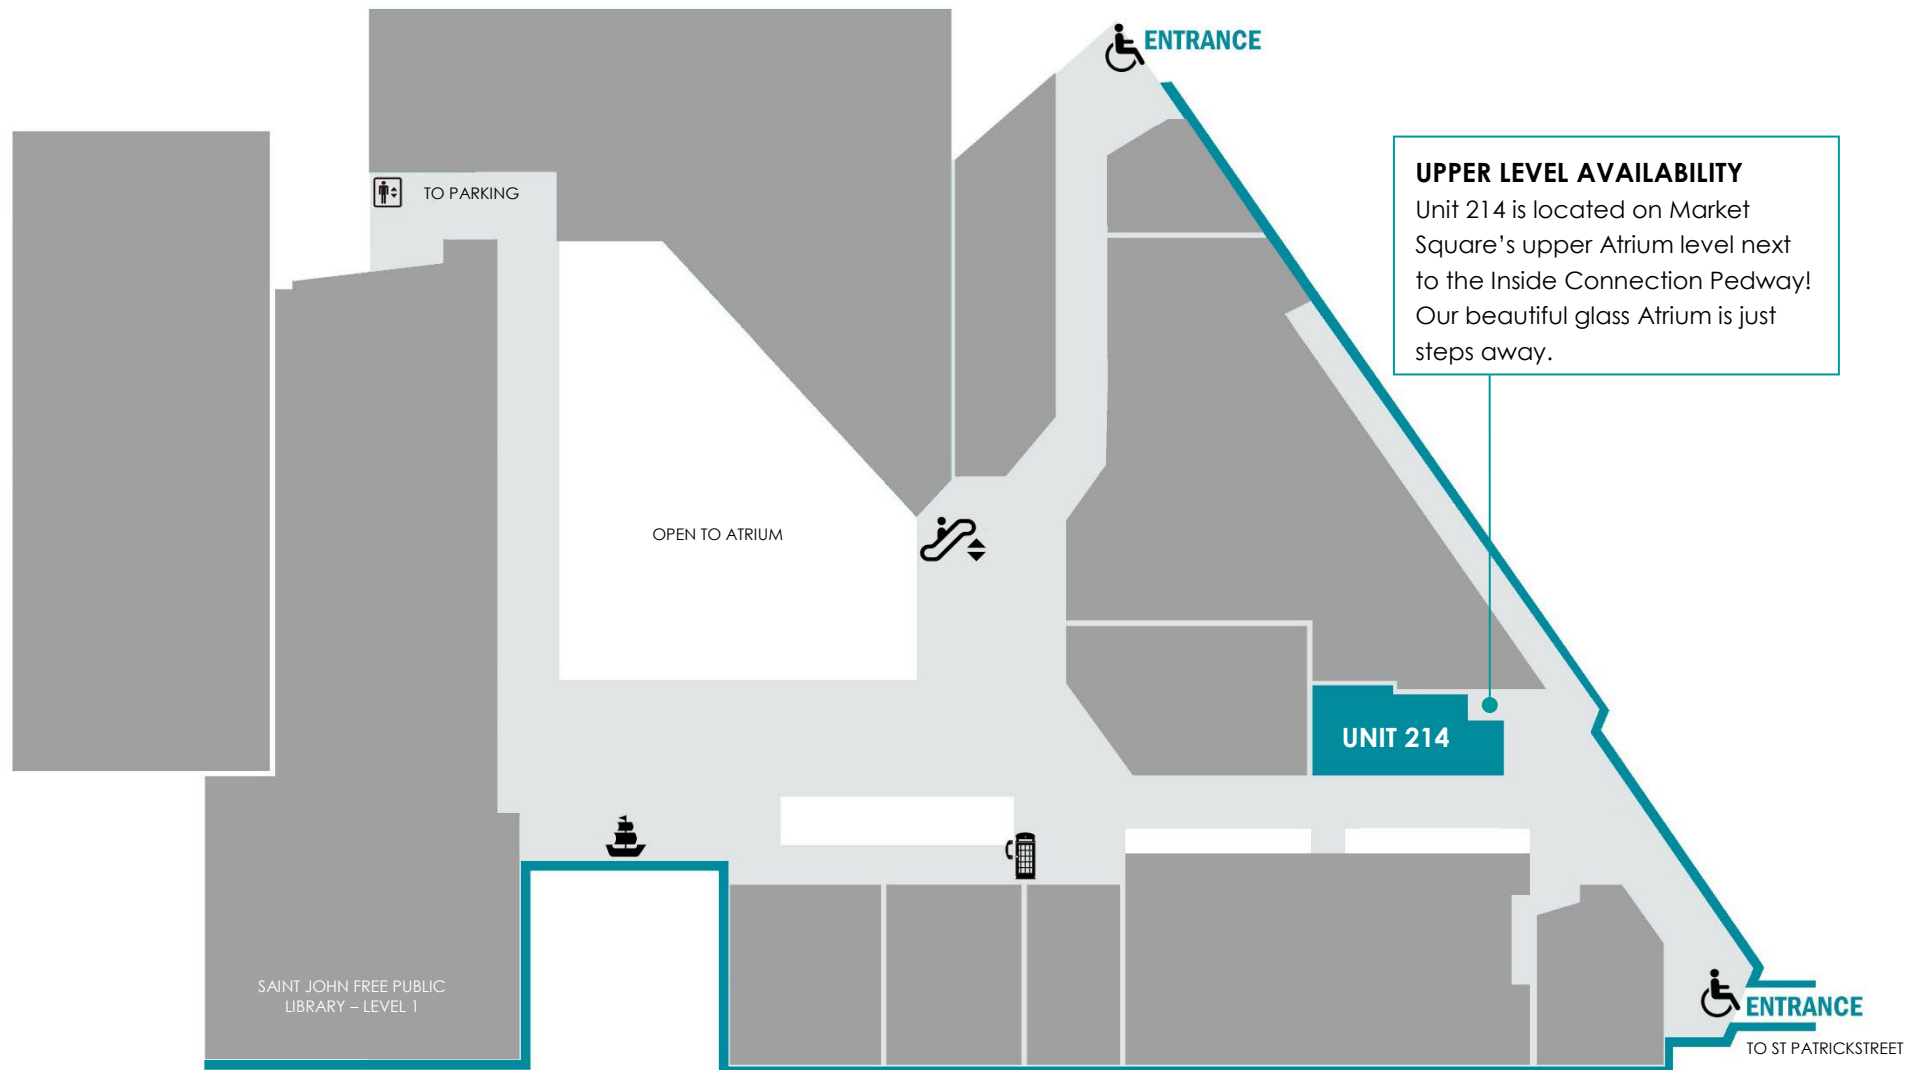 ENTRANCE
UPPER LEVEL AVAILABILITY
Unit 214 is located on Market
Square’s upper Atrium level next
to the Inside Connection Pedway!
Our beautiful glass Atrium is just
steps away.
TO PARKING
OPEN TO ATRIUM
UNIT 214
SAINT JOHN FREE PUBLIC
LIBRARY – LEVEL 1
ENTRANCE
TO ST PATRICKSTREET